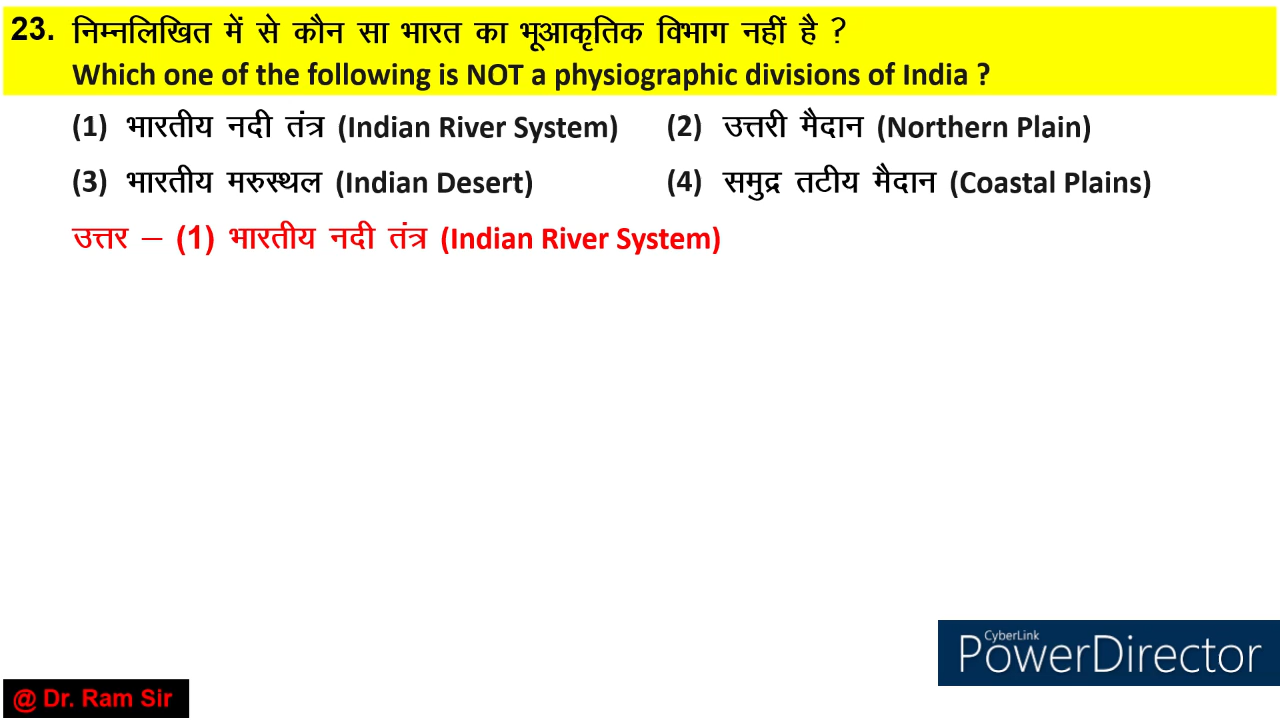 23. निम्नलिखित में से कौन सा भारत का भूआकृतिक विभाग नहीं है ?
Which one of the following is NOT a physiographic divisions of India ?
(1) भारतीय नदी तंत्र (Indian River System) (2) उत्तरी मैदान (Northern Plain)
(3) भारतीय मरुस्थल (Indian Desert) (4) समुद्र तटीय मैदान (Coastal Plains)
उत्तर – (1) भारतीय नदी तंत्र (Indian River System)
CyberLink
PowerDirector
@ Dr. Ram Sir